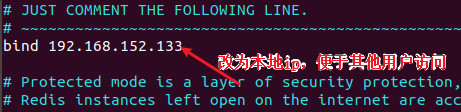 # JUST COMMENT THE FOLLOWING LINE.
# ~~~~~~~~~~~~~~~~~~~~~~~~~~~~~~~~~~~~~~~~~~~~~~~~
bind 192.168.152.133
改为本地ip，便于其他用户访问
# Protected mode is a layer of security protection,
# Redis instances left open on the internet are acc